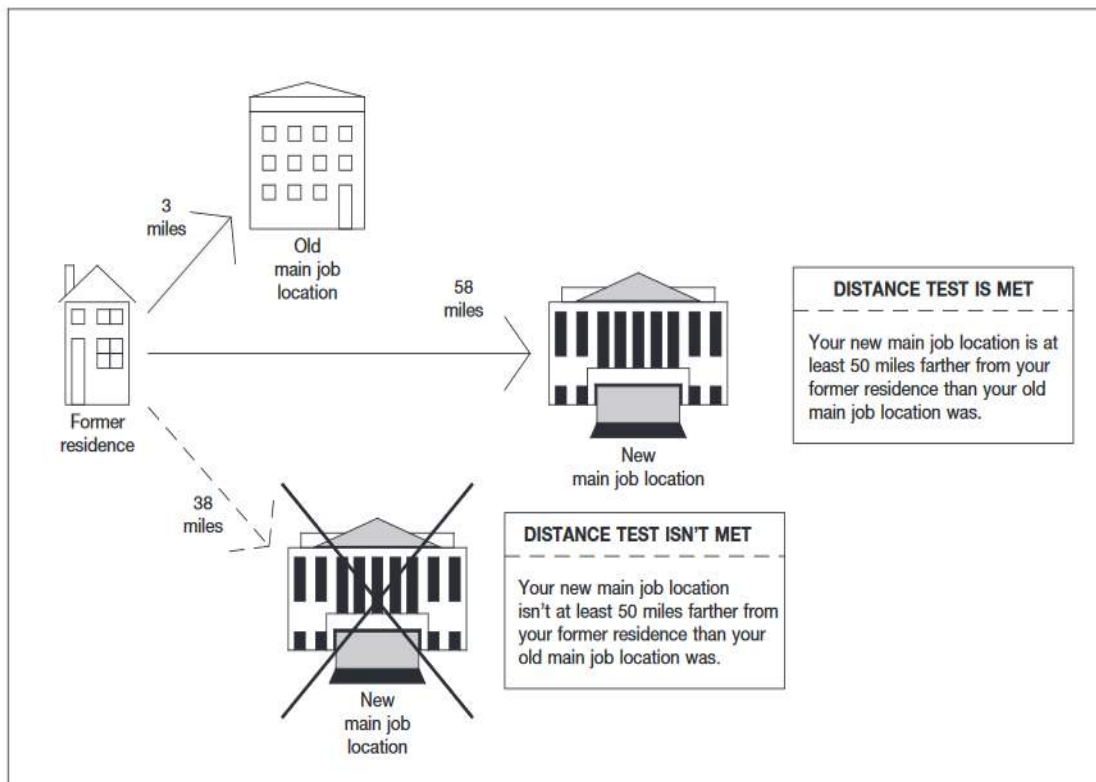 3
miles
Old
main job
location
58
miles
Former
residence
New
main job location
DISTANCE TEST IS MET
Your new main job location is at
least 50 miles farther from your
former residence than your old
main job location was.
38
miles
New
main job
location
DISTANCE TEST ISN'T MET
Your new main job location
isn't at least 50 miles farther from
your former residence than your
old main job location was.